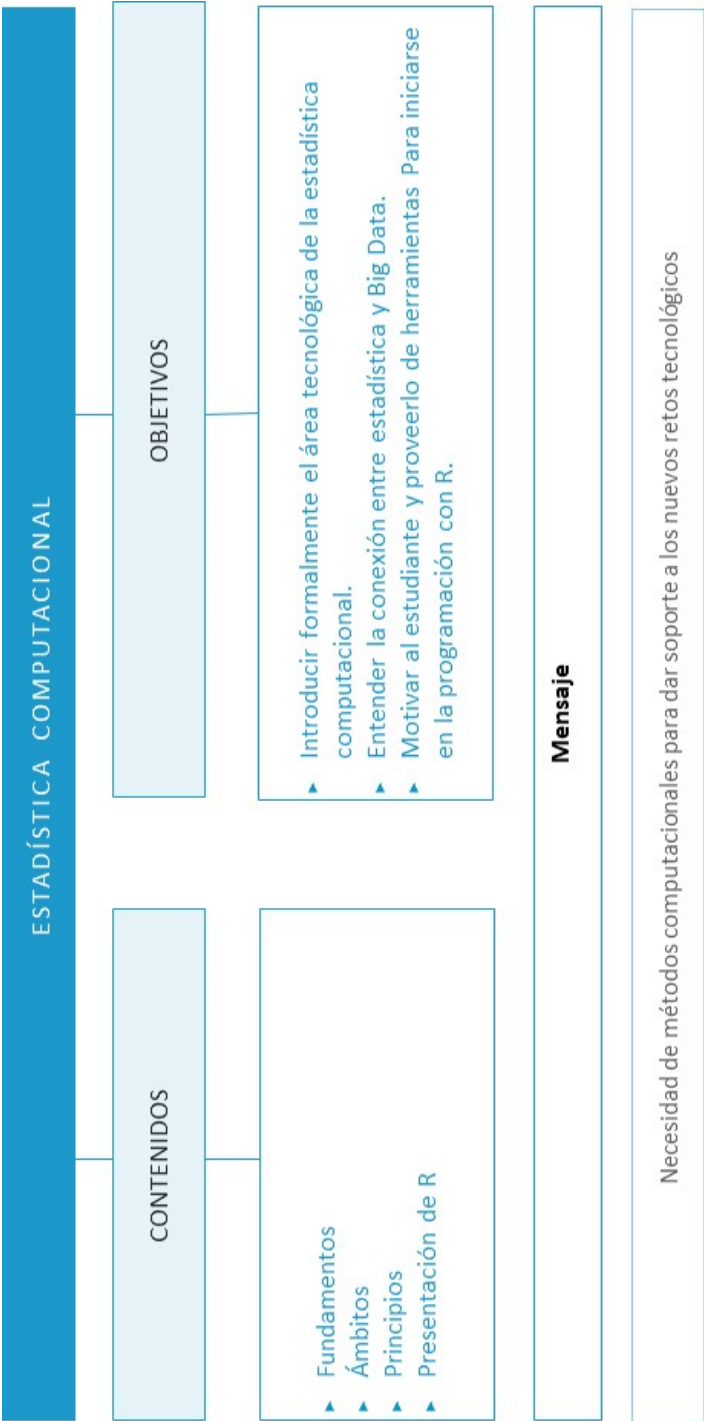 ESTADÍSTICA COMPUTACIONAL
CONTENIDOS
► Fundamentos
► Ámbitos
► Principios
► Presentación de R
OBJETIVOS
► Introducir formalmente el área tecnológica de la estadística
computacional.
► Entender la conexión entre estadística y Big Data.
► Motivar al estudiante y proveerlo de herramientas Para iniciarse
en la programación con R.
Mensaje
Necesidad de métodos computacionales para dar soporte a los nuevos retos tecnológicos